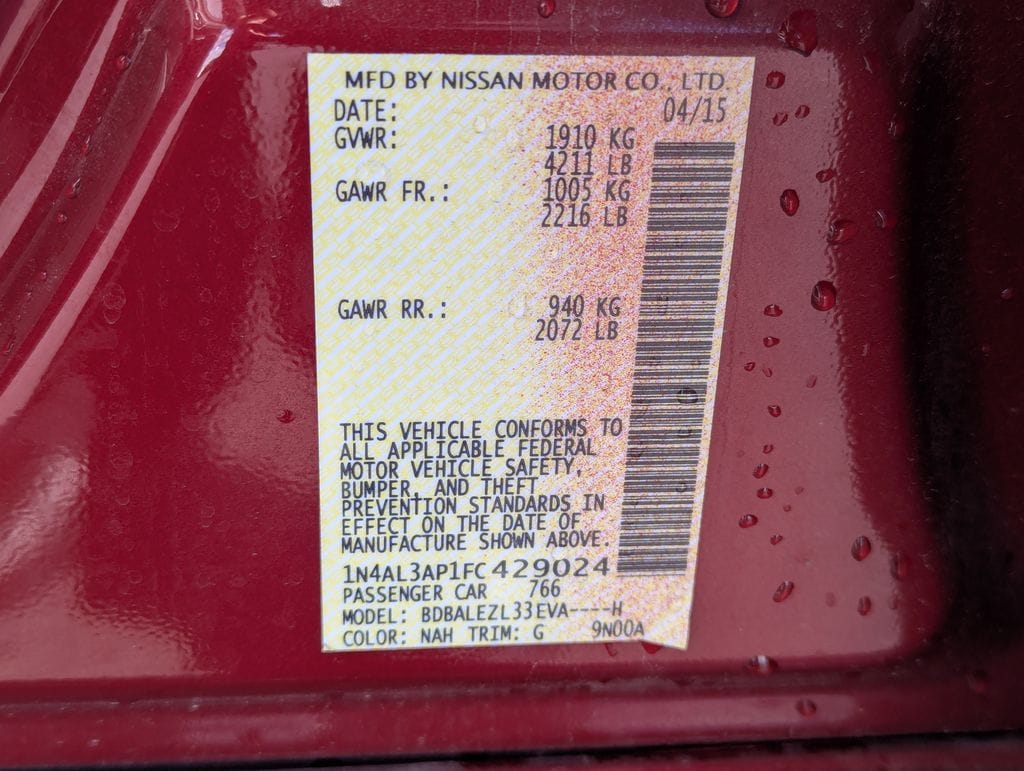 MFD BY NISSAN MOTOR CO., LTD.
DATE: 04/15
GVWR: 1910 KG
4211 LB
GAWR FR.: 1005 KG
2216 LB
GAWR RR.: 940 KG
2072 LB
THIS VEHICLE CONFORMS TO
ALL APPLICABLE FEDERAL
MOTOR VEHICLE SAFETY,
BUMPER, AND THEFT
PREVENTION STANDARDS IN
EFFECT ON THE DATE OF
MANUFACTURE SHOWN ABOVE.
1N4AL3AP1FC429024
PASSENGER CAR 766
MODEL: BDBALEZL33EVA----H
COLOR: NAH TRIM: G 9N00A